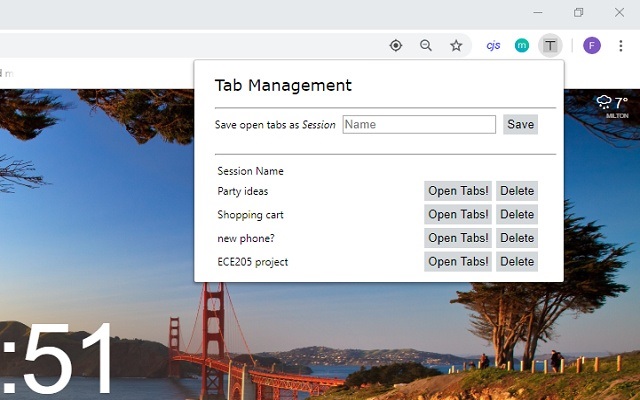 cjs
m
T
F
d m
Tab Management
7°
MILTON
Save open tabs as Session
Name
Save
Session Name
Party ideas Open Tabs! Delete
Shopping cart Open Tabs! Delete
new phone? Open Tabs! Delete
ECE205 project Open Tabs! Delete
:51